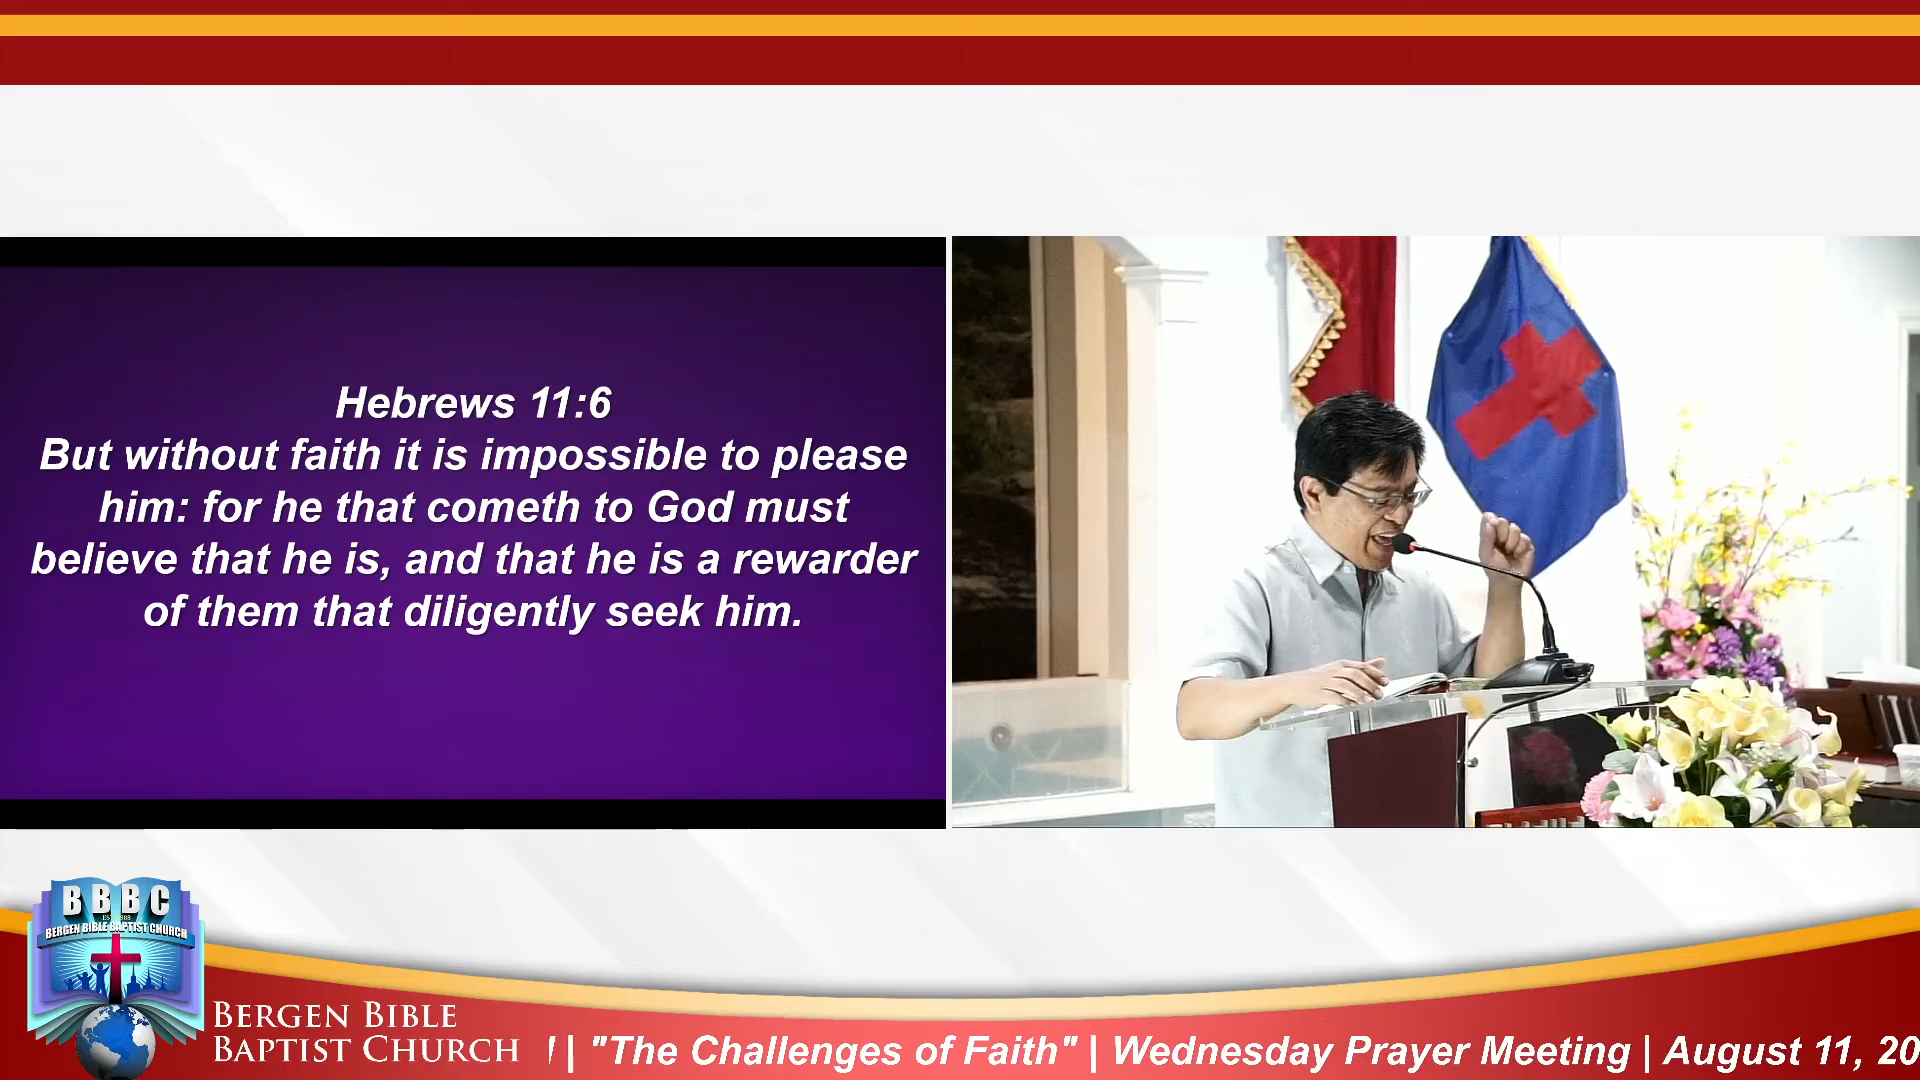 Hebrews 11:6
But without faith it is impossible to please
him: for he that cometh to God must
believe that he is, and that he is a rewarder
of them that diligently seek him.
BBBC
BERGEN BIBLE BAPTIST CHURCH
BERGEN BIBLE
BAPTIST CHURCH
| "The Challenges of Faith" | Wednesday Prayer Meeting | August 11, 20